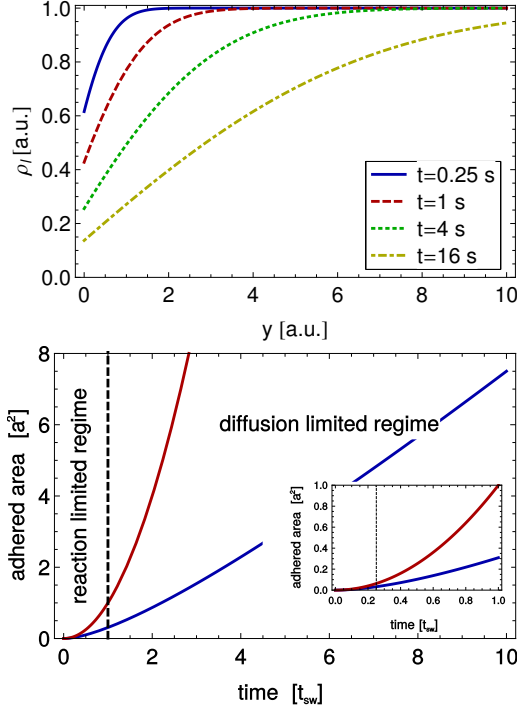 1.0
0.8
0.6
0.4
0.2
0.0
ρl [a.u.]
t=0.25 s
t=1 s
t=4 s
t=16 s
0 2 4 6 8 10
y [a.u.]
8
6
4
2
0
adhered area [a²]
reaction limited regime
diffusion limited regime
1.0
0.8
0.6
0.4
0.2
0.0
adhered area [a²]
0.0 0.2 0.4 0.6 0.8 1.0
time [tsw]
0 2 4 6 8 10
time [tsw]